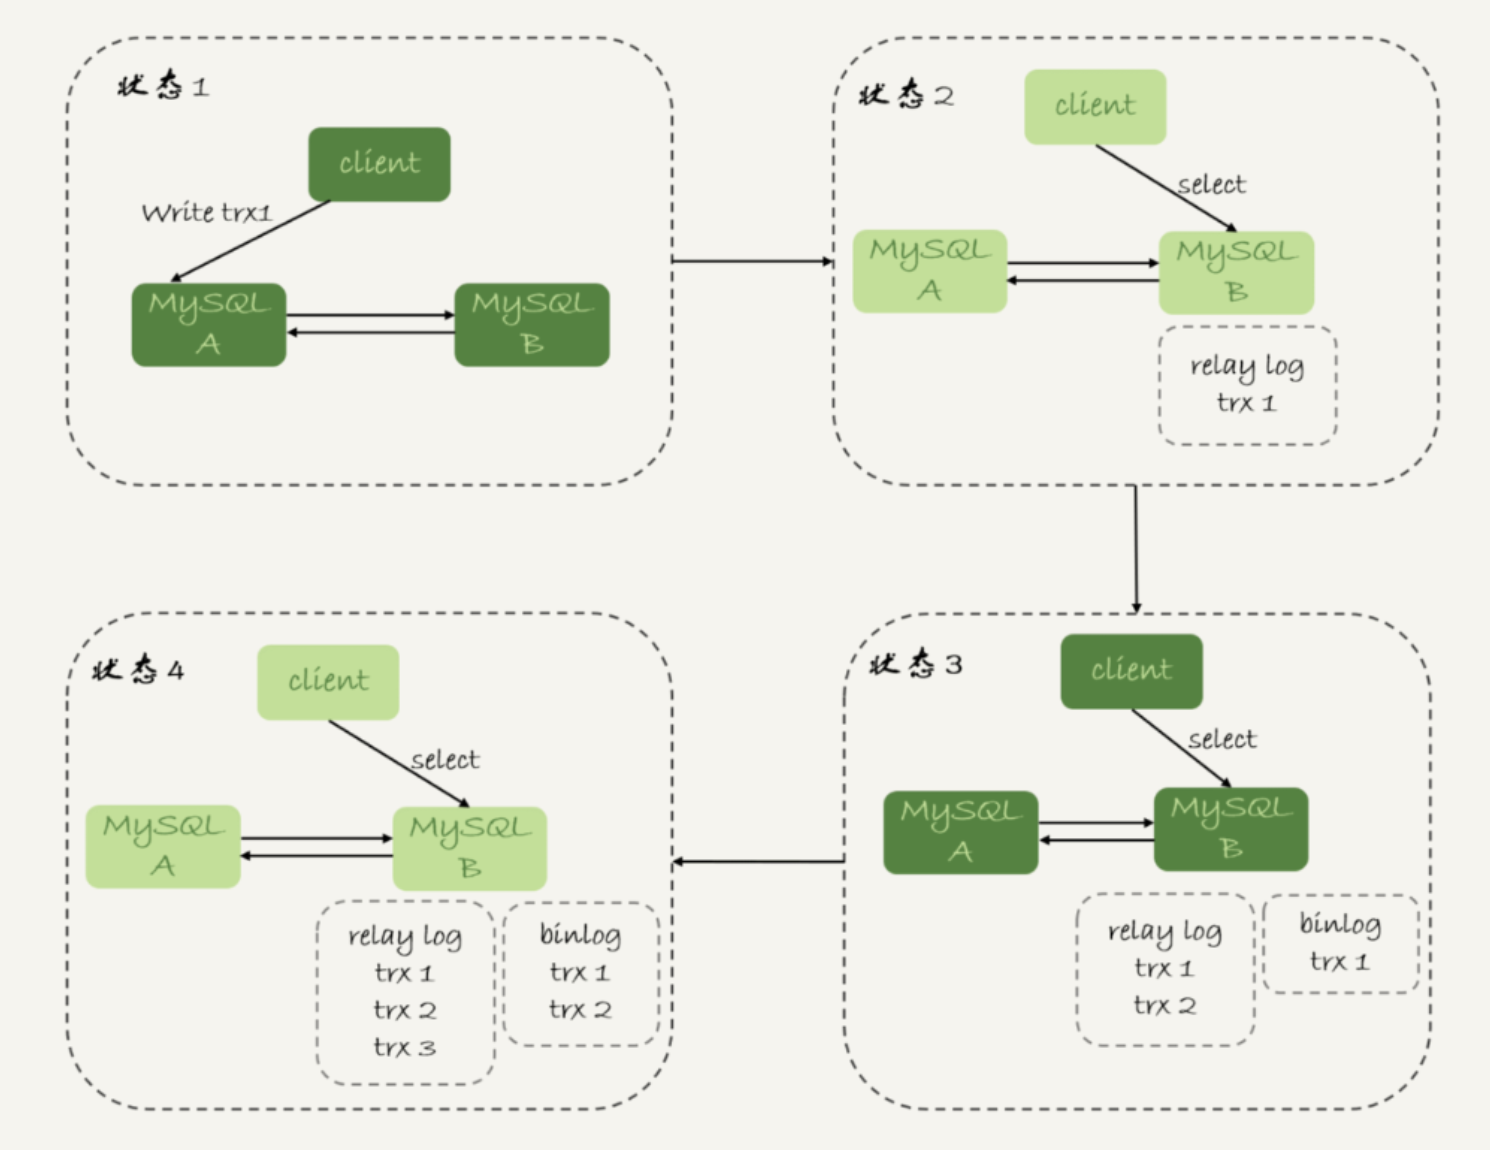 状态1
client
Write trx1
MySQL
A
MySQL
B
状态2
client
select
MySQL
A
MySQL
B
relay log
trx 1
状态3
client
select
MySQL
A
MySQL
B
relay log
trx 1
trx 2
binlog
trx 1
状态4
client
select
MySQL
A
MySQL
B
relay log
trx 1
trx 2
trx 3
binlog
trx 1
trx 2